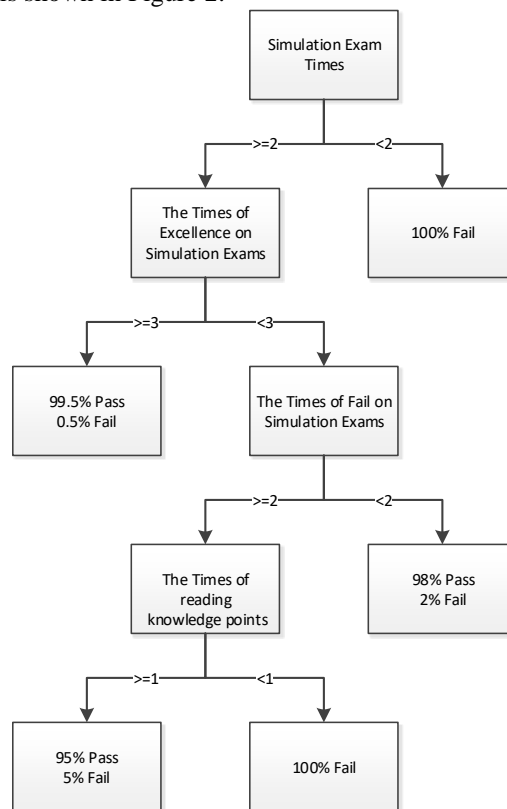 is shown in Figure 2.
Simulation Exam
Times
>=2
<2
The Times of
Excellence on
Simulation Exams
100% Fail
>=3
<3
99.5% Pass
0.5% Fail
The Times of Fail on
Simulation Exams
>=2
<2
The Times of
reading
knowledge points
98% Pass
2% Fail
>=1
<1
95% Pass
5% Fail
100% Fail